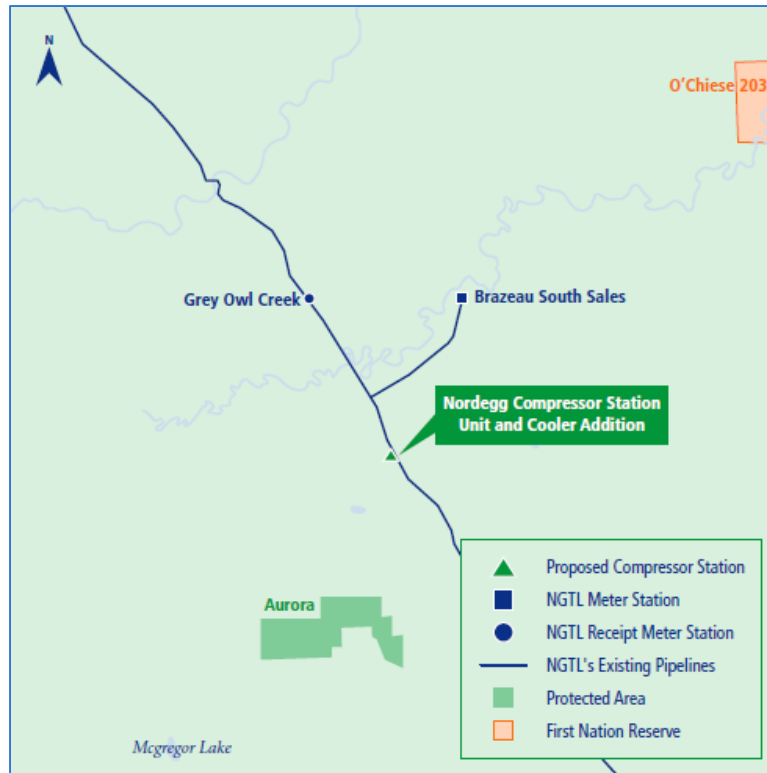 N
O'Chiese 203
Grey Owl Creek
Brazeau South Sales
Nordegg Compressor Station
Unit and Cooler Addition
Aurora
Mcgregor Lake
Proposed Compressor Station
NGTL Meter Station
NGTL Receipt Meter Station
NGTL's Existing Pipelines
Protected Area
First Nation Reserve